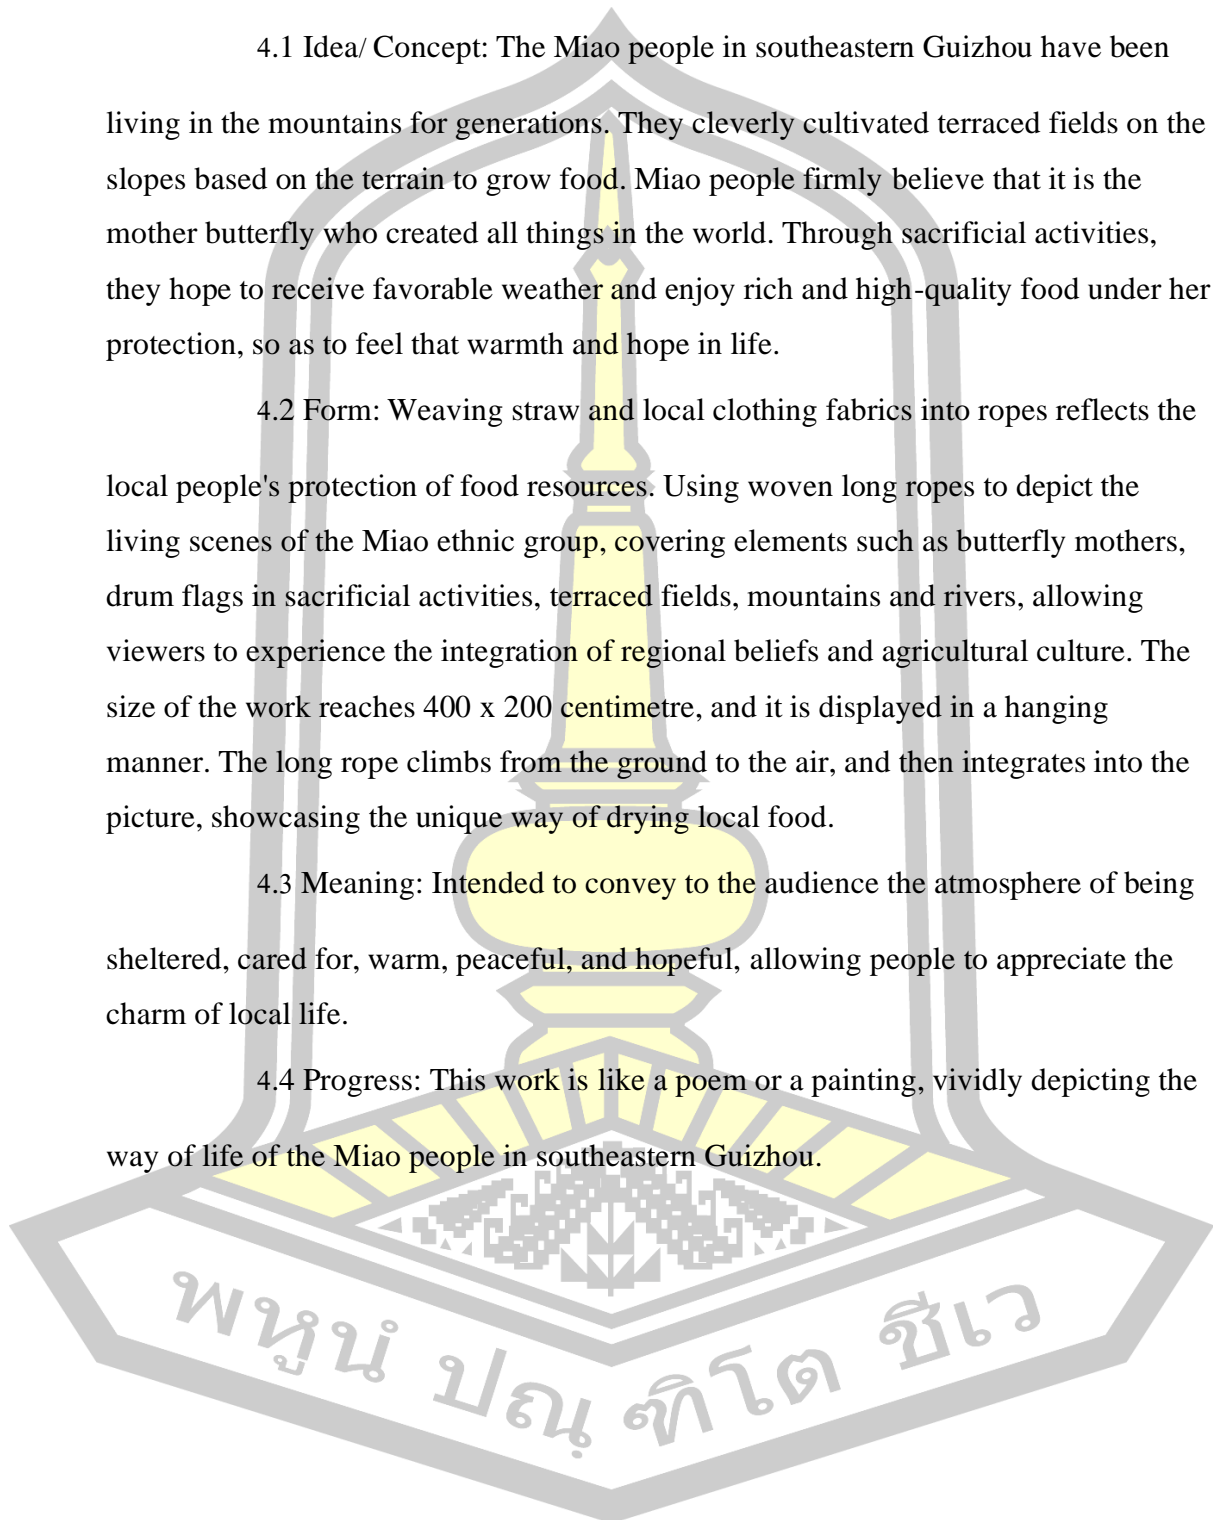 4.1 Idea/ Concept: The Miao people in southeastern Guizhou have been
living in the mountains for generations. They cleverly cultivated terraced fields on the
slopes based on the terrain to grow food. Miao people firmly believe that it is the
mother butterfly who created all things in the world. Through sacrificial activities,
they hope to receive favorable weather and enjoy rich and high-quality food under her
protection, so as to feel that warmth and hope in life.
4.2 Form: Weaving straw and local clothing fabrics into ropes reflects the
local people's protection of food resources. Using woven long ropes to depict the
living scenes of the Miao ethnic group, covering elements such as butterfly mothers,
drum flags in sacrificial activities, terraced fields, mountains and rivers, allowing
viewers to experience the integration of regional beliefs and agricultural culture. The
size of the work reaches 400 x 200 centimetre, and it is displayed in a hanging
manner. The long rope climbs from the ground to the air, and then integrates into the
picture, showcasing the unique way of drying local food.
4.3 Meaning: Intended to convey to the audience the atmosphere of being
sheltered, cared for, warm, peaceful, and hopeful, allowing people to appreciate the
charm of local life.
4.4 Progress: This work is like a poem or a painting, vividly depicting the
way of life of the Miao people in southeastern Guizhou.
พหูนํ ปณฺ ฑิโต ชีเว